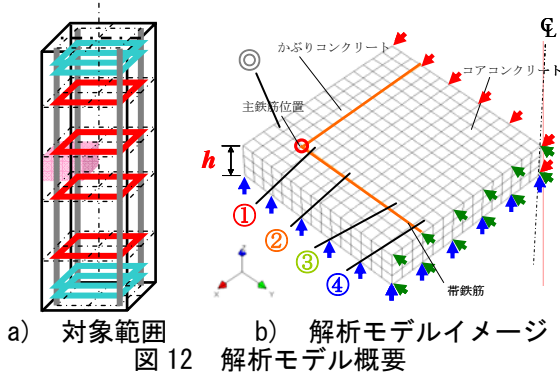 ℄
かぶりコンクリート
コアコンクリート
◎
主鉄筋位置
h
①
②
③
④
帯鉄筋
Z
X
Y
a) 対象範囲
b) 解析モデルイメージ
図 12 解析モデル概要